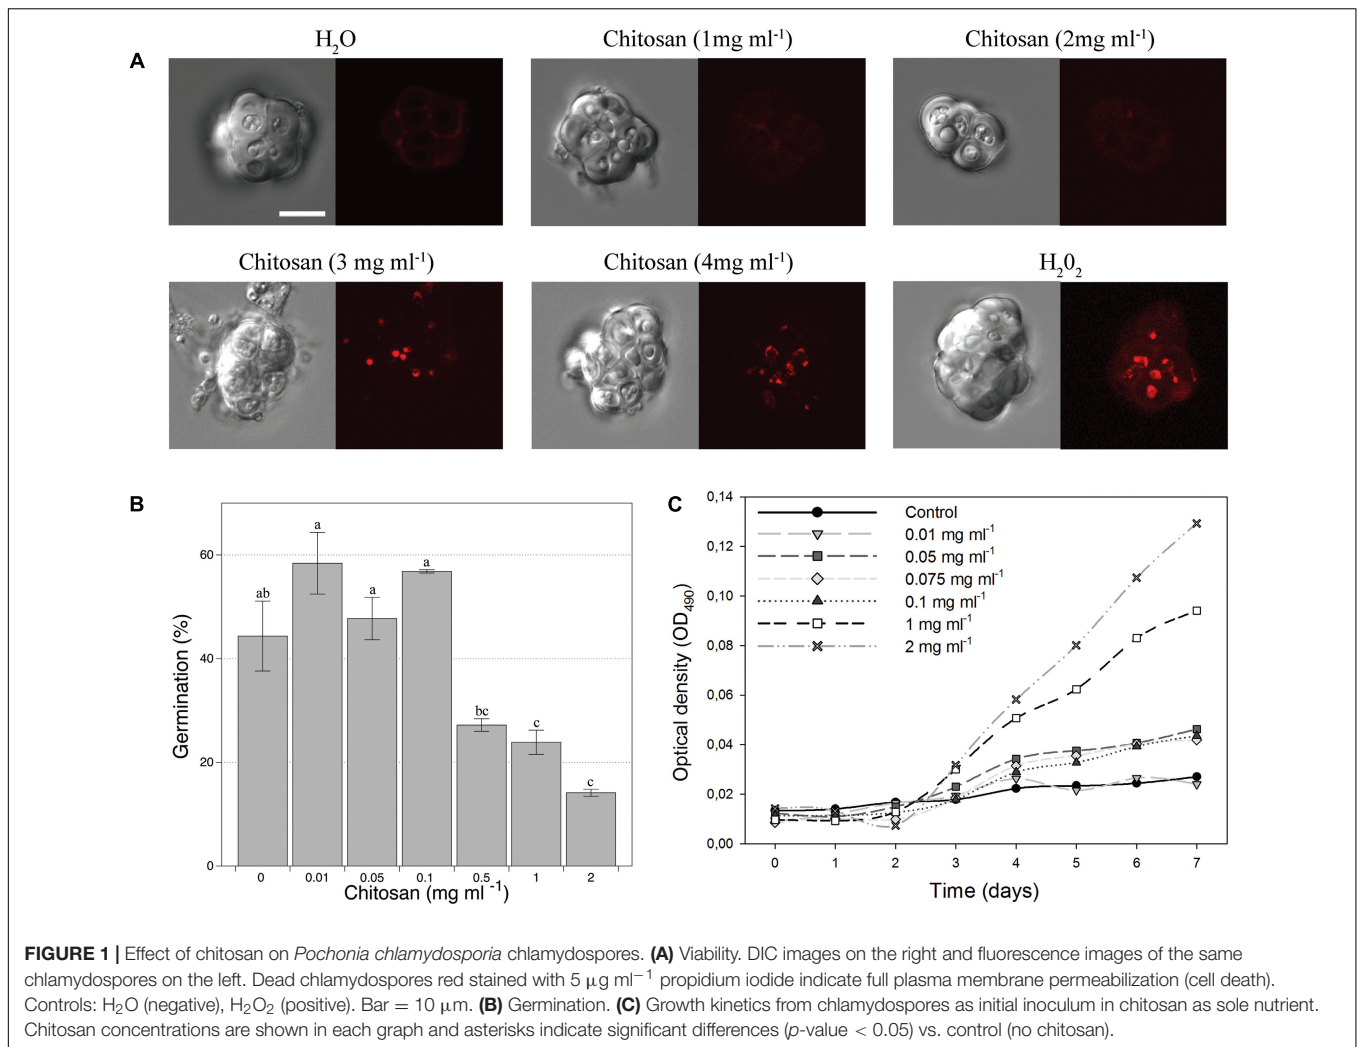 H₂O
Chitosan (1mg ml⁻¹)
Chitosan (2mg ml⁻¹)
A
Chitosan (3 mg ml⁻¹)
Chitosan (4mg ml⁻¹)
H₂0₂
B
Germination (%)
60
40
20
0
ab
a
a
a
bc
c
c
0
0.01
0.05
0.1
0.5
1
2
Chitosan (mg ml⁻¹)
C
Optical density (OD₄₉₀)
0,14
0,12
0,10
0,08
0,06
0,04
0,02
0,00
Control
0.01 mg ml⁻¹
0.05 mg ml⁻¹
0.075 mg ml⁻¹
0.1 mg ml⁻¹
1 mg ml⁻¹
2 mg ml⁻¹
0
1
2
3
4
5
6
7
Time (days)
FIGURE 1 | Effect of chitosan on Pochonia chlamydosporia chlamydospores. (A) Viability. DIC images on the right and fluorescence images of the same
chlamydospores on the left. Dead chlamydospores red stained with 5 μg ml⁻¹ propidium iodide indicate full plasma membrane permeabilization (cell death).
Controls: H₂O (negative), H₂O₂ (positive). Bar = 10 μm. (B) Germination. (C) Growth kinetics from chlamydospores as initial inoculum in chitosan as sole nutrient.
Chitosan concentrations are shown in each graph and asterisks indicate significant differences (p-value < 0.05) vs. control (no chitosan).